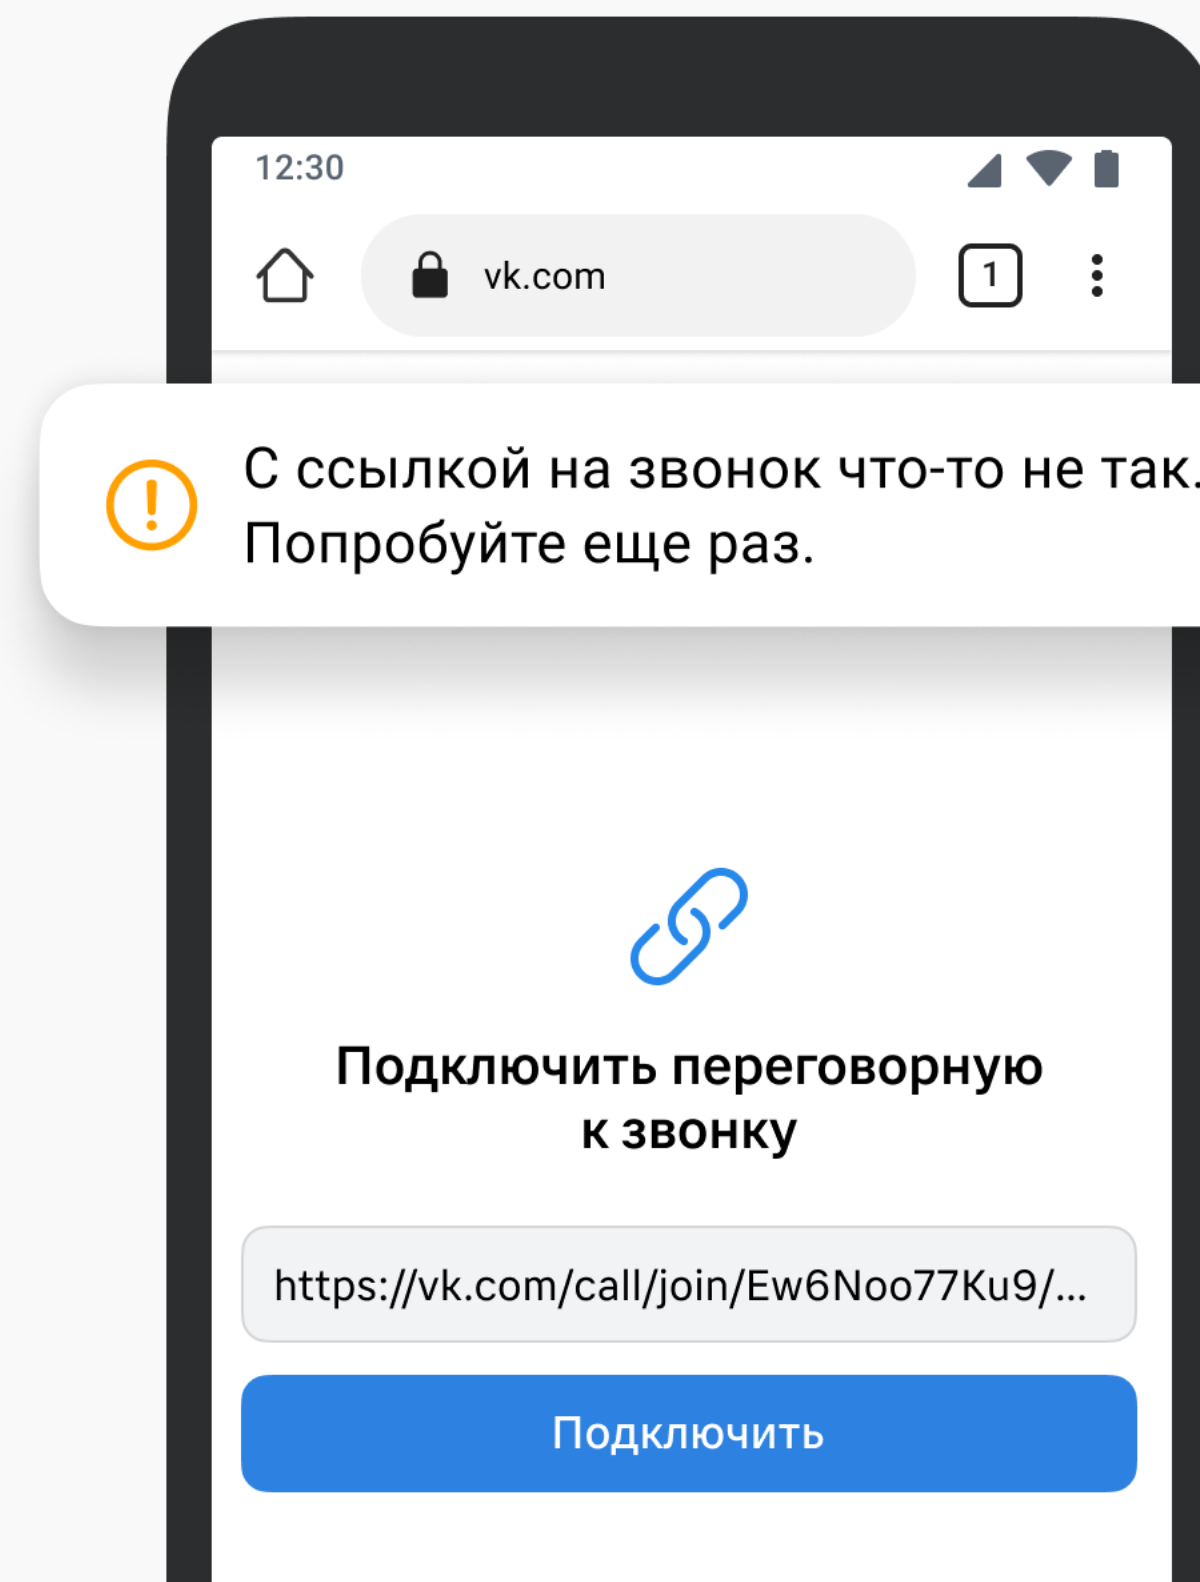 12:30
vk.com
1
С ссылкой на звонок что-то не так.
Попробуйте еще раз.
Подключить переговорную
к звонку
https://vk.com/call/join/Ew6Noo77Ku9/...
Подключить